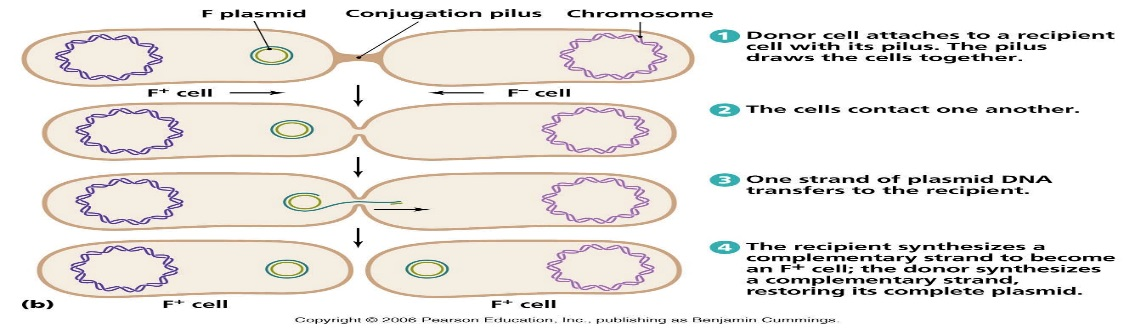 F plasmid Conjugation pilus Chromosome
1 Donor cell attaches to a recipient
cell with its pilus. The pilus
draws the cells together.
F+ cell F− cell
2 The cells contact one another.
3 One strand of plasmid DNA
transfers to the recipient.
4 The recipient synthesizes a
complementary strand to become
an F+ cell; the donor synthesizes
a complementary strand,
restoring its complete plasmid.
(b) F+ cell F+ cell
Copyright © 2006 Pearson Education, Inc., publishing as Benjamin Cummings.